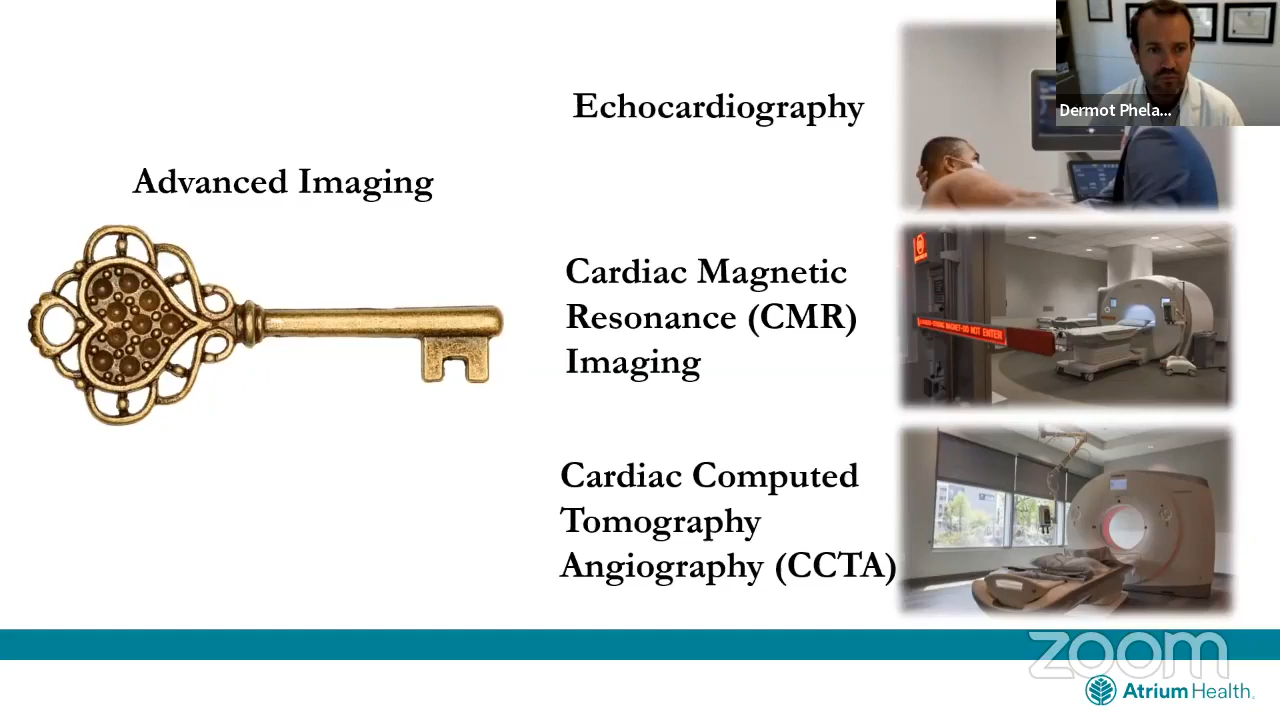 Echocardiography
Dermot Phela...
Advanced Imaging
Cardiac Magnetic
Resonance (CMR)
Imaging
Cardiac Computed
Tomography
Angiography (CCTA)
zoom
Atrium Health